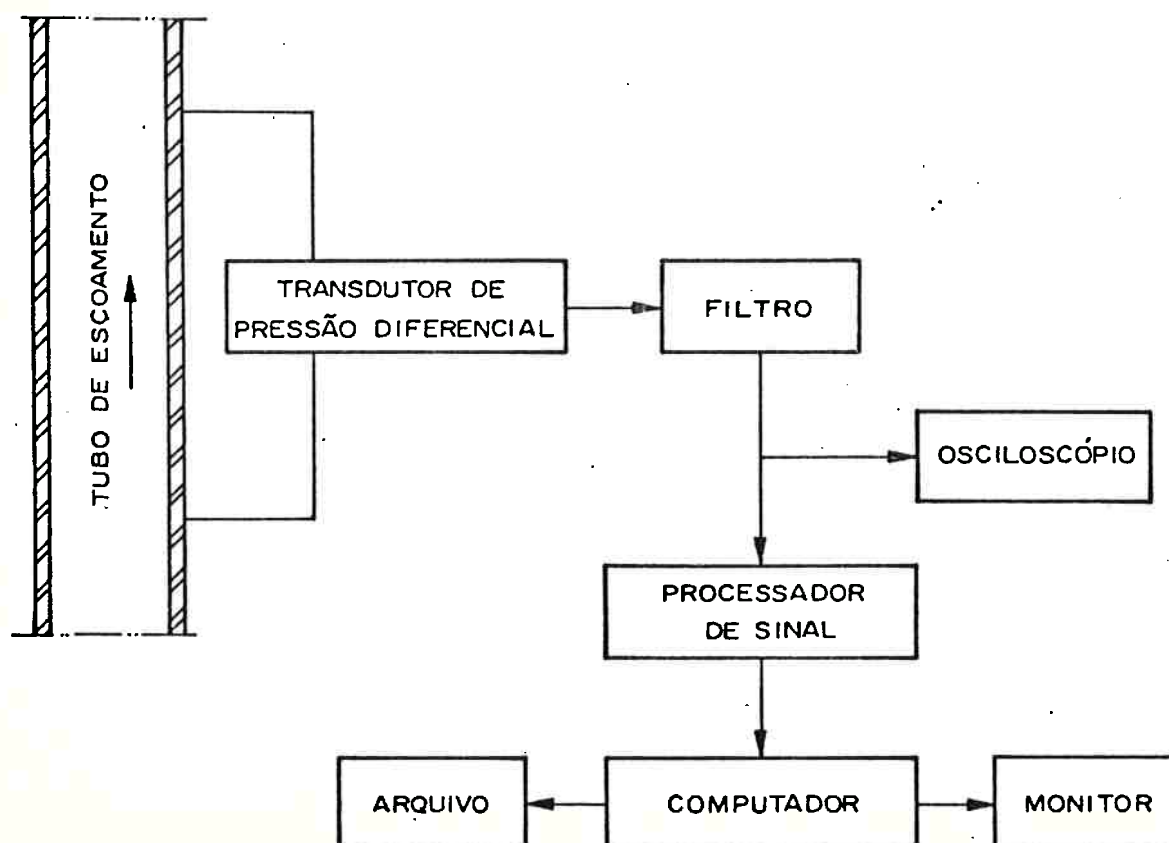 TUBO DE ESCOAMENTO
TRANSDUTOR DE
PRESSÃO DIFERENCIAL
FILTRO
OSCILOSCÓPIO
PROCESSADOR
DE SINAL
ARQUIVO
COMPUTADOR
MONITOR